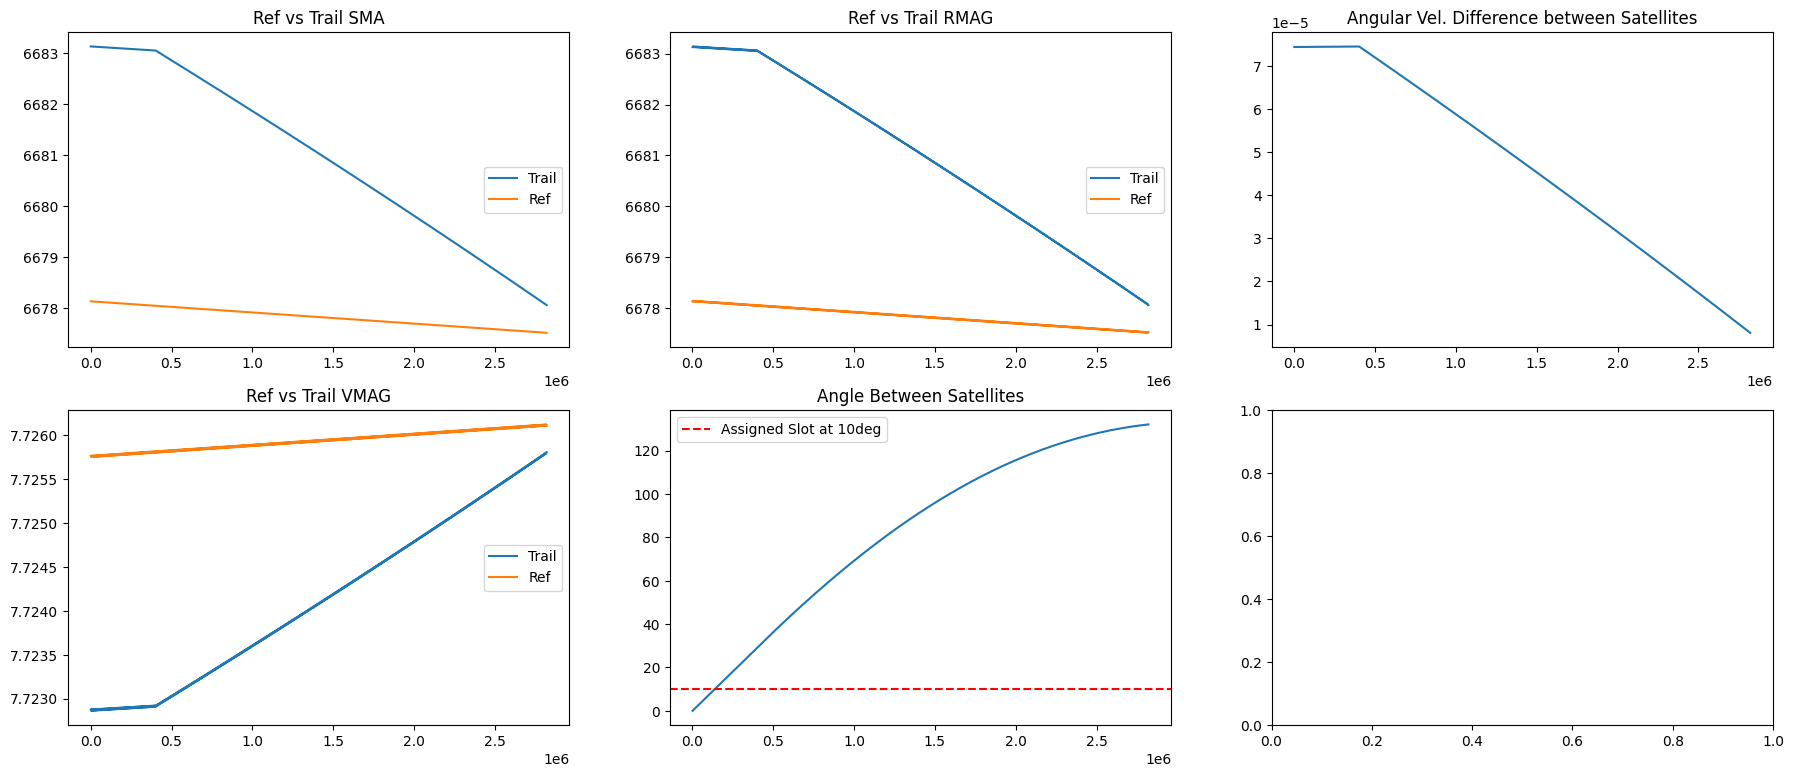 Ref vs Trail SMA
6683
6682
6681
6680
6679
6678
Trail
Ref
0.0 0.5 1.0 1.5 2.0 2.5
1e6
Ref vs Trail RMAG
6683
6682
6681
6680
6679
6678
Trail
Ref
0.0 0.5 1.0 1.5 2.0 2.5
1e6
Angular Vel. Difference between Satellites
1e−5
7
6
5
4
3
2
1
0.0 0.5 1.0 1.5 2.0 2.5
1e6
Ref vs Trail VMAG
7.7260
7.7255
7.7250
7.7245
7.7240
7.7235
7.7230
Trail
Ref
0.0 0.5 1.0 1.5 2.0 2.5
1e6
Angle Between Satellites
Assigned Slot at 10deg
120
100
80
60
40
20
0
0.0 0.5 1.0 1.5 2.0 2.5
1e6
1.0
0.8
0.6
0.4
0.2
0.0
0.0 0.2 0.4 0.6 0.8 1.0